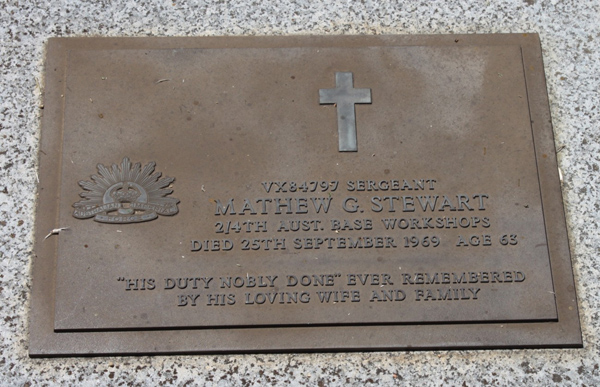 VX84797 SERGEANT
MATHEW G. STEWART
2/4TH AUST. BASE WORKSHOPS
DIED 25TH SEPTEMBER 1969 AGE 63
"HIS DUTY NOBLY DONE" EVER REMEMBERED
BY HIS LOVING WIFE AND FAMILY